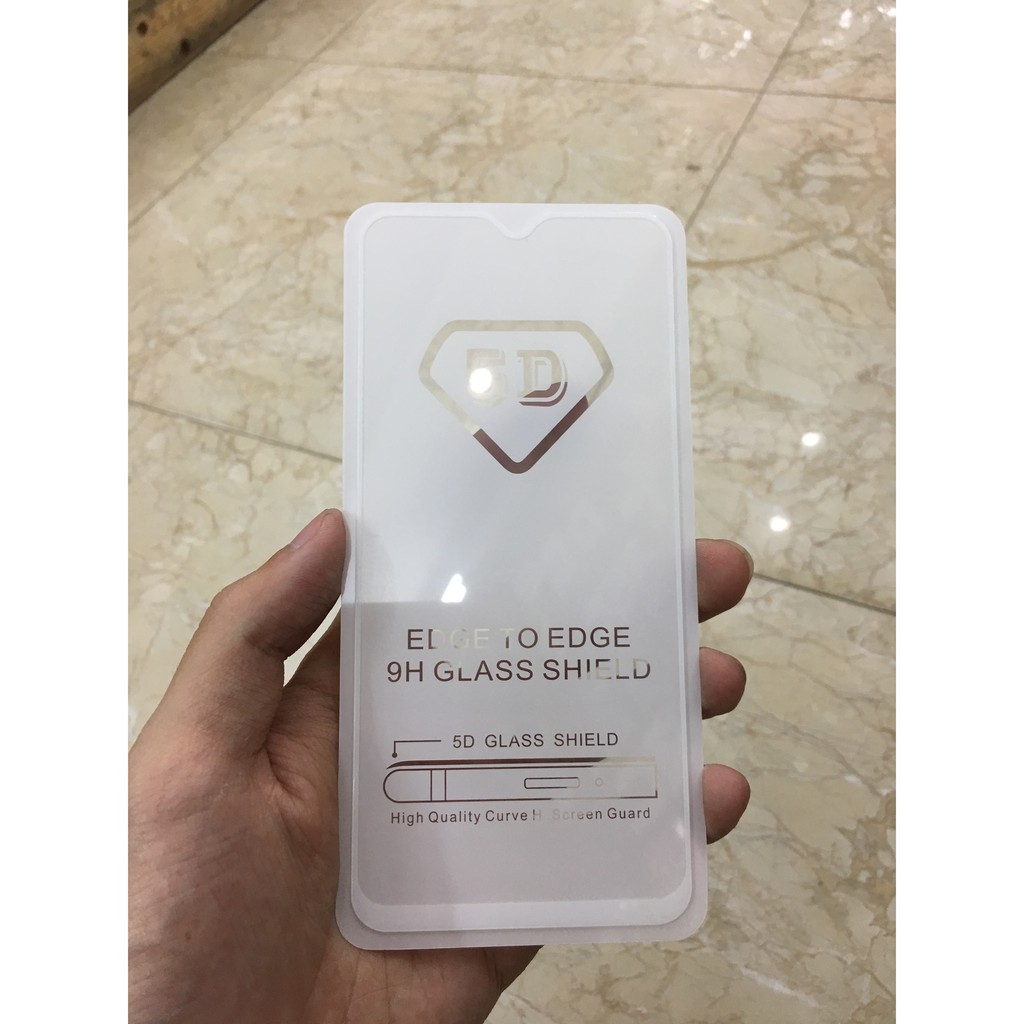 5D
EDGE TO EDGE
9H GLASS SHIELD
5D GLASS SHIELD
High Quality Curve H Screen Guard